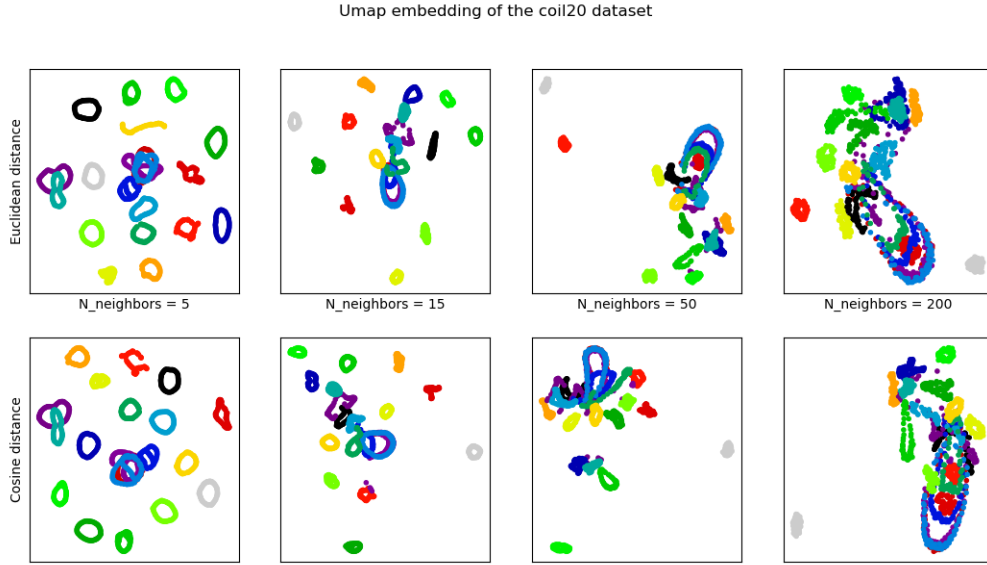 Umap embedding of the coil20 dataset
Euclidean distance
N_neighbors = 5
N_neighbors = 15
N_neighbors = 50
N_neighbors = 200
Cosine distance